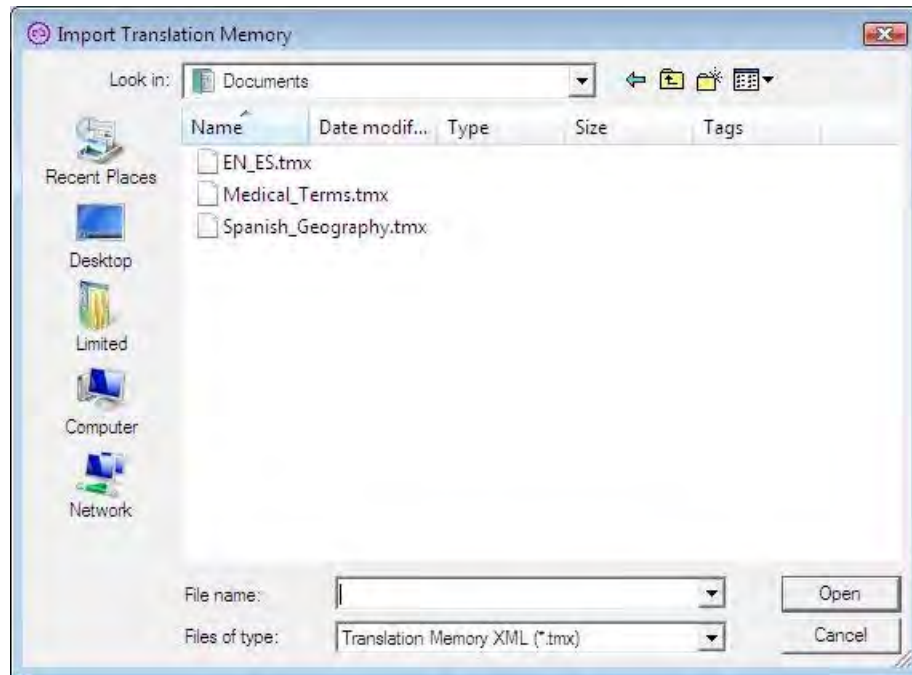 Import Translation Memory
Look in: Documents
Name Date modif... Type Size Tags
EN_ES.tmx
Medical_Terms.tmx
Spanish_Geography.tmx
Recent Places
Desktop
Limited
Computer
Network
File name: Open
Files of type: Translation Memory XML (*.tmx) Cancel